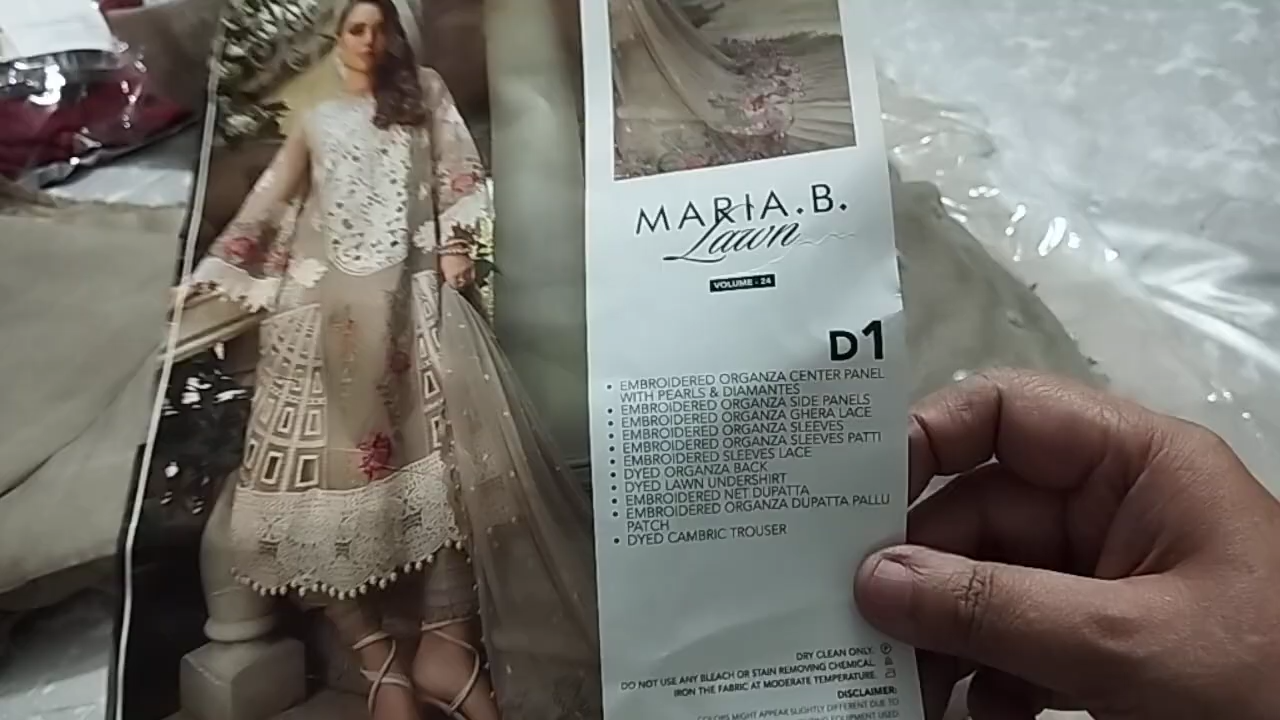 MARIA.B.
Lawn
VOLUME - 24
D1
• EMBROIDERED ORGANZA CENTER PANEL
WITH PEARLS & DIAMANTES
• EMBROIDERED ORGANZA SIDE PANELS
• EMBROIDERED ORGANZA GHERA LACE
• EMBROIDERED ORGANZA SLEEVES
• EMBROIDERED ORGANZA SLEEVES PATTI
• EMBROIDERED SLEEVES LACE
• DYED ORGANZA BACK
• DYED LAWN UNDERSHIRT
• EMBROIDERED NET DUPATTA
• EMBROIDERED ORGANZA DUPATTA PALLU
PATCH
• DYED CAMBRIC TROUSER
DRY CLEAN ONLY.
DO NOT USE ANY BLEACH OR STAIN REMOVING CHEMICAL.
IRON THE FABRIC AT MODERATE TEMPERATURE.
DISCLAIMER:
COLORS MIGHT APPEAR SLIGHTLY DIFFERENT DUE TO
EQUIPMENT USED